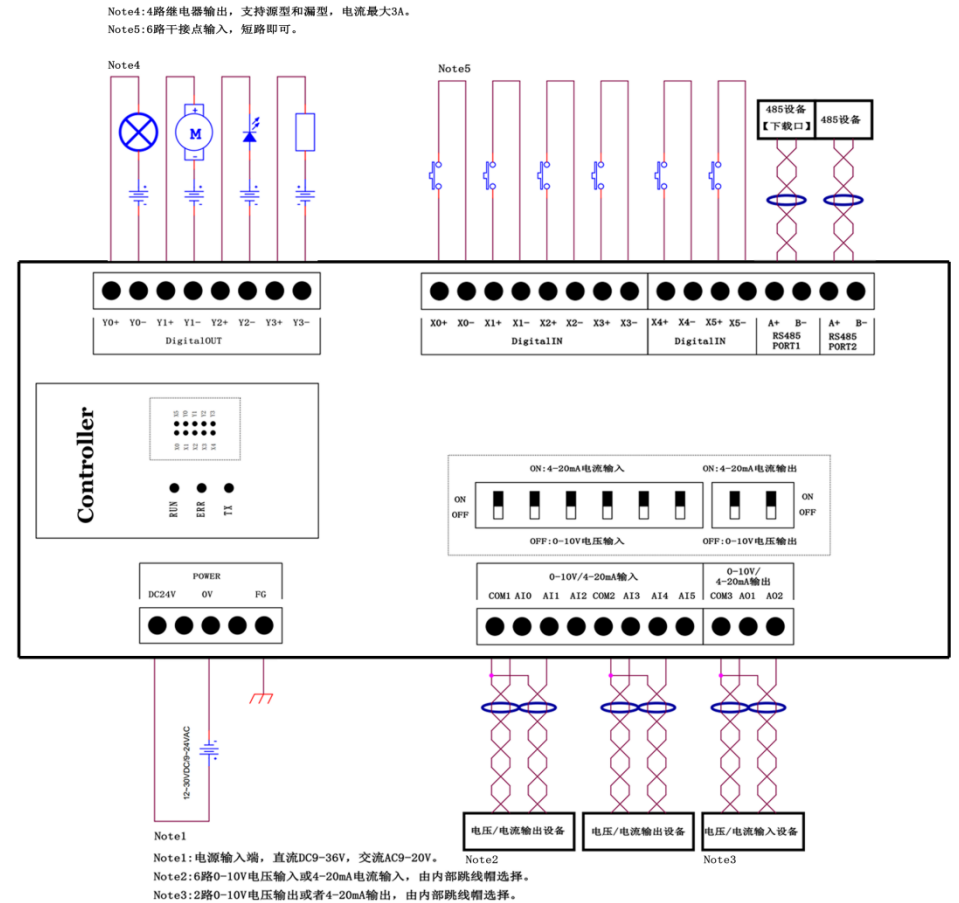 Note4:4路继电器输出，支持源型和漏型，电流最大3A。
Note5:6路干接点输入，短路即可。
Note4
Note5
485设备
【下载口】
485设备
Y0+ Y0- Y1+ Y1- Y2+ Y2- Y3+ Y3-
DigitalOUT
X0+ X0- X1+ X1- X2+ X2- X3+ X3-
DigitalIN
X4+ X4- X5+ X5-
DigitalIN
A+ B-
RS485
PORT1
A+ B-
RS485
PORT2
Controller
X5 Y0 Y1 Y2 Y3
X0 X1 X2 X3 X4
RUN
ERR
TX
ON:4-20mA电流输入
ON:4-20mA电流输出
ON
OFF
ON
OFF
OFF:0-10V电压输入
OFF:0-10V电压输出
POWER
DC24V 0V FG
0-10V/4-20mA输入
COM1 AI0 AI1 AI2 COM2 AI3 AI4 AI5
0-10V/
4-20mA输出
COM3 AO1 AO2
12~30VDC/9~24VAC
电压/电流输出设备
电压/电流输出设备
电压/电流输入设备
Note1
Note2
Note3
Note1:电源输入端，直流DC9-36V，交流AC9-20V。
Note2:6路0-10V电压输入或4-20mA电流输入，由内部跳线帽选择。
Note3:2路0-10V电压输出或者4-20mA输出，由内部跳线帽选择。